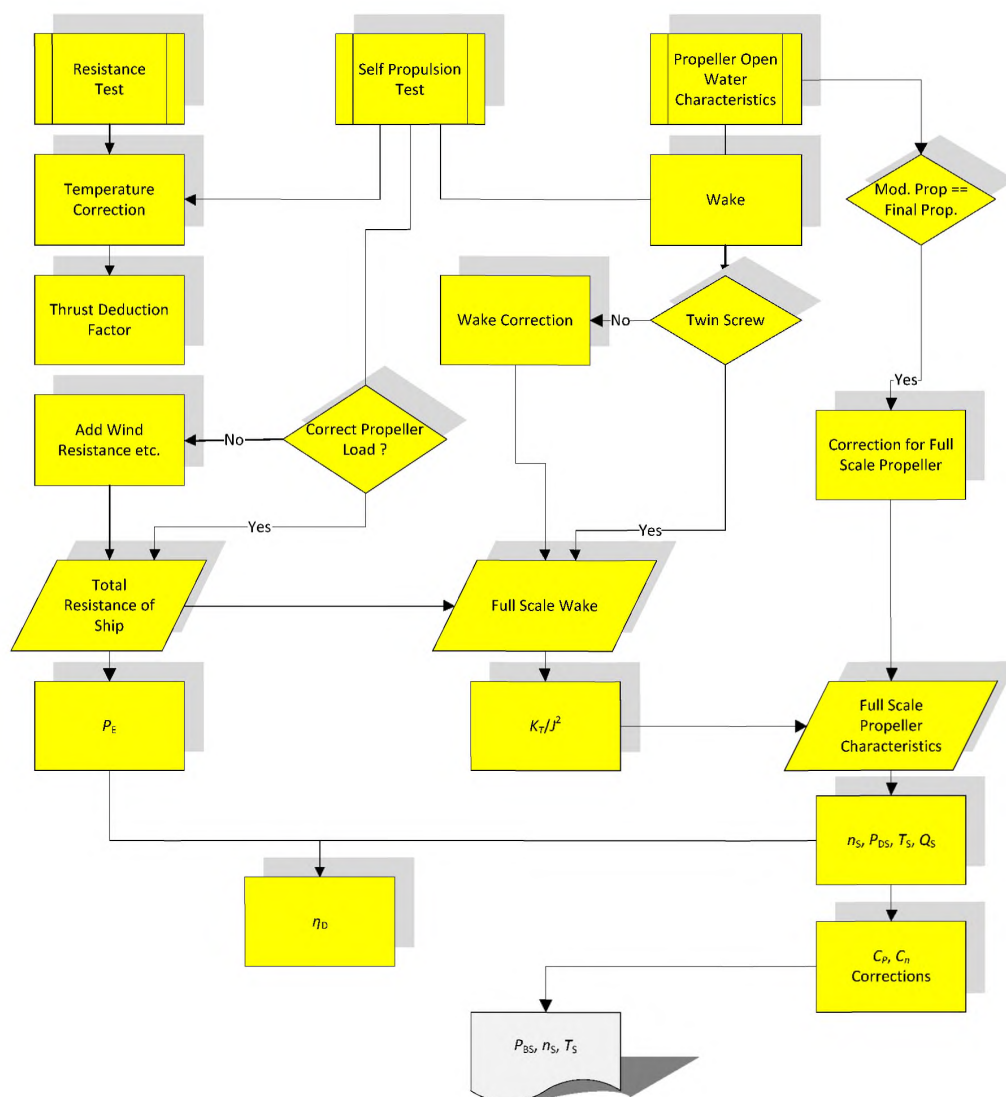 Resistance
Test
Self Propulsion
Test
Propeller Open
Water
Characteristics
Temperature
Correction
Wake
Mod. Prop ==
Final Prop.
Thrust Deduction
Factor
Wake Correction
No
Twin Screw
Yes
Add Wind
Resistance etc.
No
Correct Propeller
Load ?
Correction for Full
Scale Propeller
Yes
Yes
Total
Resistance of
Ship
Full Scale Wake
P_E
K_T/J²
Full Scale
Propeller
Characteristics
n_S, P_DS, T_S, Q_S
η_D
C_P, C_n
Corrections
P_BS, n_S, T_S